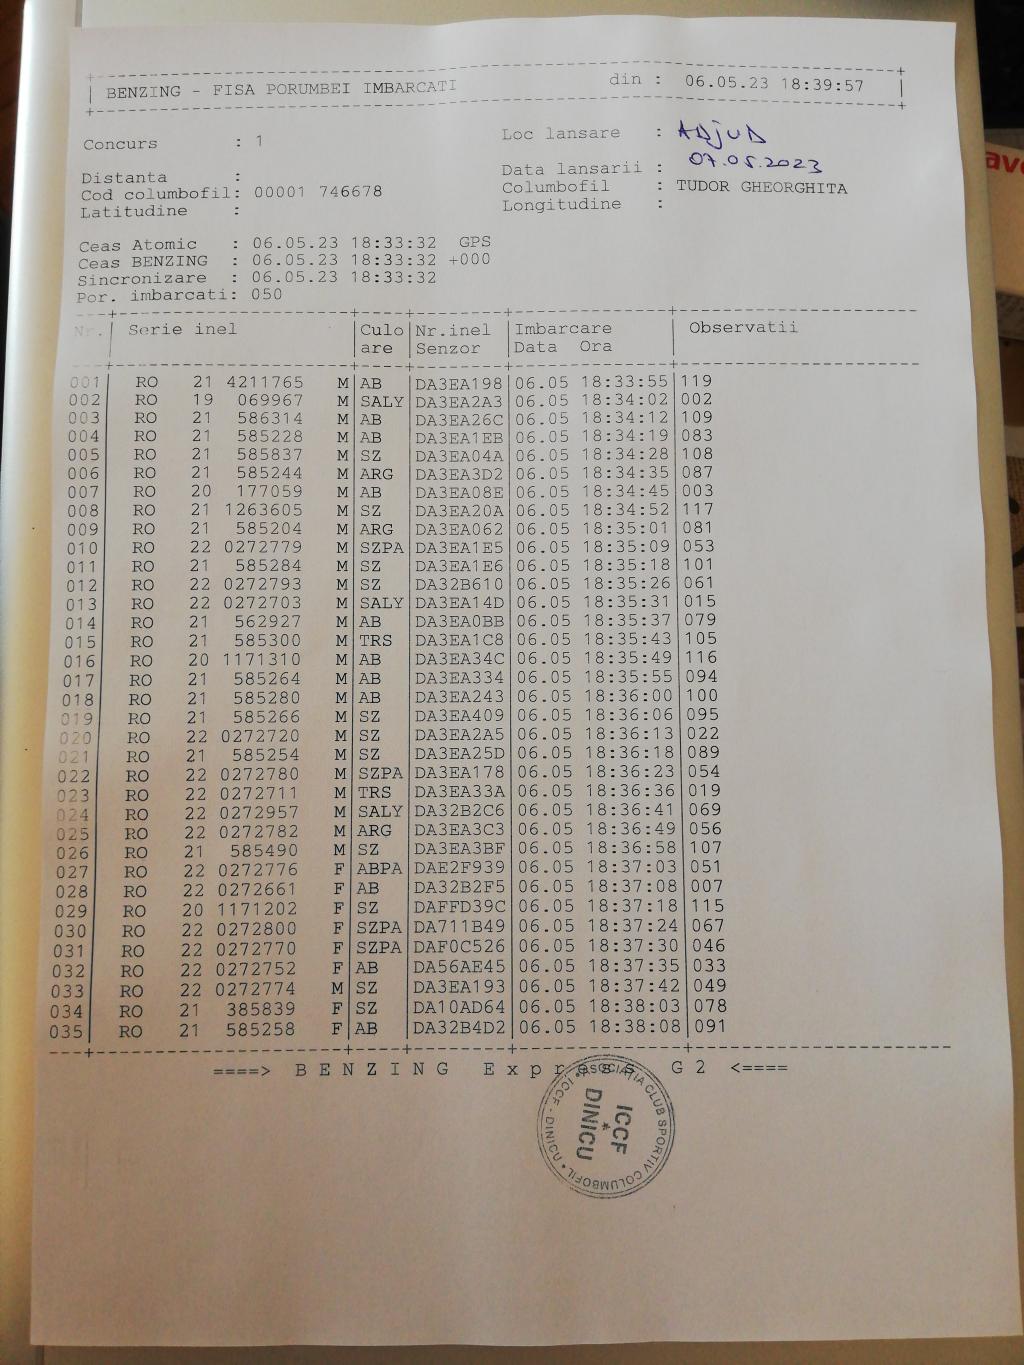 BENZING - FISA PORUMBEI IMBARCATI din : 06.05.23 18:39:57
Concurs : 1 Loc lansare : ADJUD
Distanta : Data lansarii : 07.05.2023
Cod columbofil: 00001 746678 Columbofil : TUDOR GHEORGHITA
Latitudine : Longitudine :
Ceas Atomic : 06.05.23 18:33:32 GPS
Ceas BENZING : 06.05.23 18:33:32 +000
Sincronizare : 06.05.23 18:33:32
Por. imbarcati: 050
Nr. Serie inel Culo Nr.inel Imbarcare Observatii
are Senzor Data Ora
001 RO 21 4211765 M AB DA3EA198 06.05 18:33:55 119
002 RO 19 069967 M SALY DA3EA2A3 06.05 18:34:02 002
003 RO 21 586314 M AB DA3EA26C 06.05 18:34:12 109
004 RO 21 585228 M AB DA3EA1EB 06.05 18:34:19 083
005 RO 21 585837 M SZ DA3EA04A 06.05 18:34:28 108
006 RO 21 585244 M ARG DA3EA3D2 06.05 18:34:35 087
007 RO 20 177059 M AB DA3EA08E 06.05 18:34:45 003
008 RO 21 1263605 M SZ DA3EA20A 06.05 18:34:52 117
009 RO 21 585204 M ARG DA3EA062 06.05 18:35:01 081
010 RO 22 0272779 M SZPA DA3EA1E5 06.05 18:35:09 053
011 RO 21 585284 M SZ DA3EA1E6 06.05 18:35:18 101
012 RO 22 0272793 M SZ DA32B610 06.05 18:35:26 061
013 RO 22 0272703 M SALY DA3EA14D 06.05 18:35:31 015
014 RO 21 562927 M AB DA3EA0BB 06.05 18:35:37 079
015 RO 21 585300 M TRS DA3EA1C8 06.05 18:35:43 105
016 RO 20 1171310 M AB DA3EA34C 06.05 18:35:49 116
017 RO 21 585264 M AB DA3EA334 06.05 18:35:55 094
018 RO 21 585280 M AB DA3EA243 06.05 18:36:00 100
019 RO 21 585266 M SZ DA3EA409 06.05 18:36:06 095
020 RO 22 0272720 M SZ DA3EA2A5 06.05 18:36:13 022
021 RO 21 585254 M SZ DA3EA25D 06.05 18:36:18 089
022 RO 22 0272780 M SZPA DA3EA178 06.05 18:36:23 054
023 RO 22 0272711 M TRS DA3EA33A 06.05 18:36:36 019
024 RO 22 0272957 M SALY DA32B2C6 06.05 18:36:41 069
025 RO 22 0272782 M ARG DA3EA3C3 06.05 18:36:49 056
026 RO 21 585490 M SZ DA3EA3BF 06.05 18:36:58 107
027 RO 22 0272776 F ABPA DAE2F939 06.05 18:37:03 051
028 RO 22 0272661 F AB DA32B2F5 06.05 18:37:08 007
029 RO 20 1171202 F SZ DAFFD39C 06.05 18:37:18 115
030 RO 22 0272800 F SZPA DA711B49 06.05 18:37:24 067
031 RO 22 0272770 F SZPA DAF0C526 06.05 18:37:30 046
032 RO 22 0272752 F AB DA56AE45 06.05 18:37:35 033
033 RO 22 0272774 M SZ DA3EA193 06.05 18:37:42 049
034 RO 21 385839 F SZ DA10AD64 06.05 18:38:03 078
035 RO 21 585258 F AB DA32B4D2 06.05 18:38:08 091
====> BENZING Express G2 <====
ASOCIATIA CLUB SPORTIV COLUMBOFIL • ICCF - DINICU •
ICCF
*
DINICU